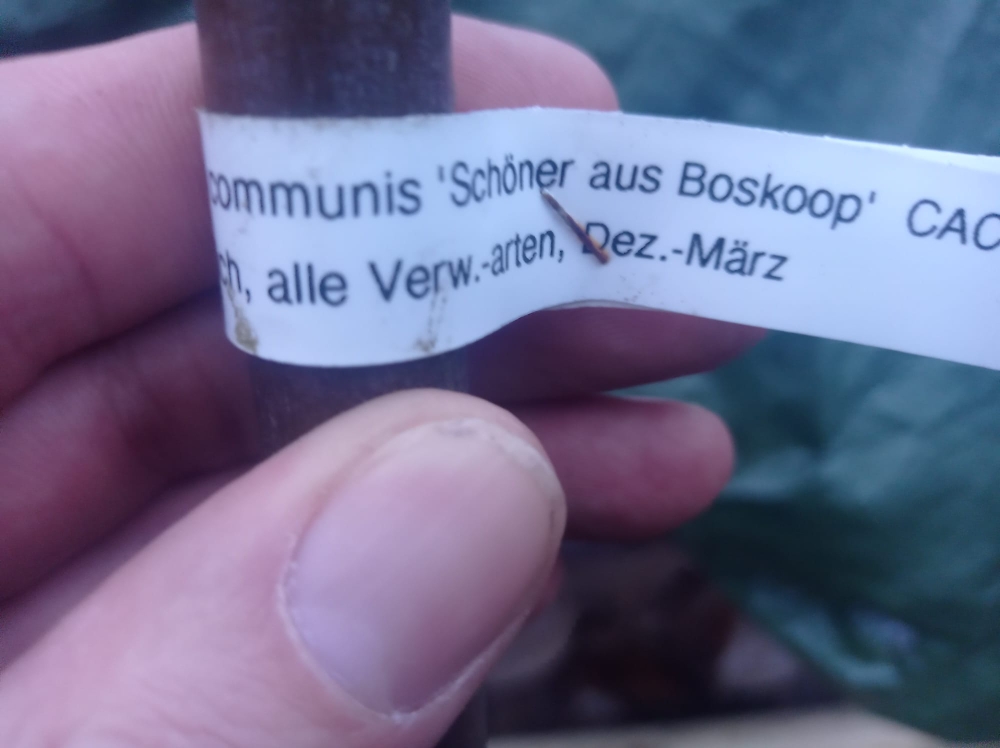 communis 'Schöner aus Boskoop' CAC
ch, alle Verw.-arten, Dez.-März